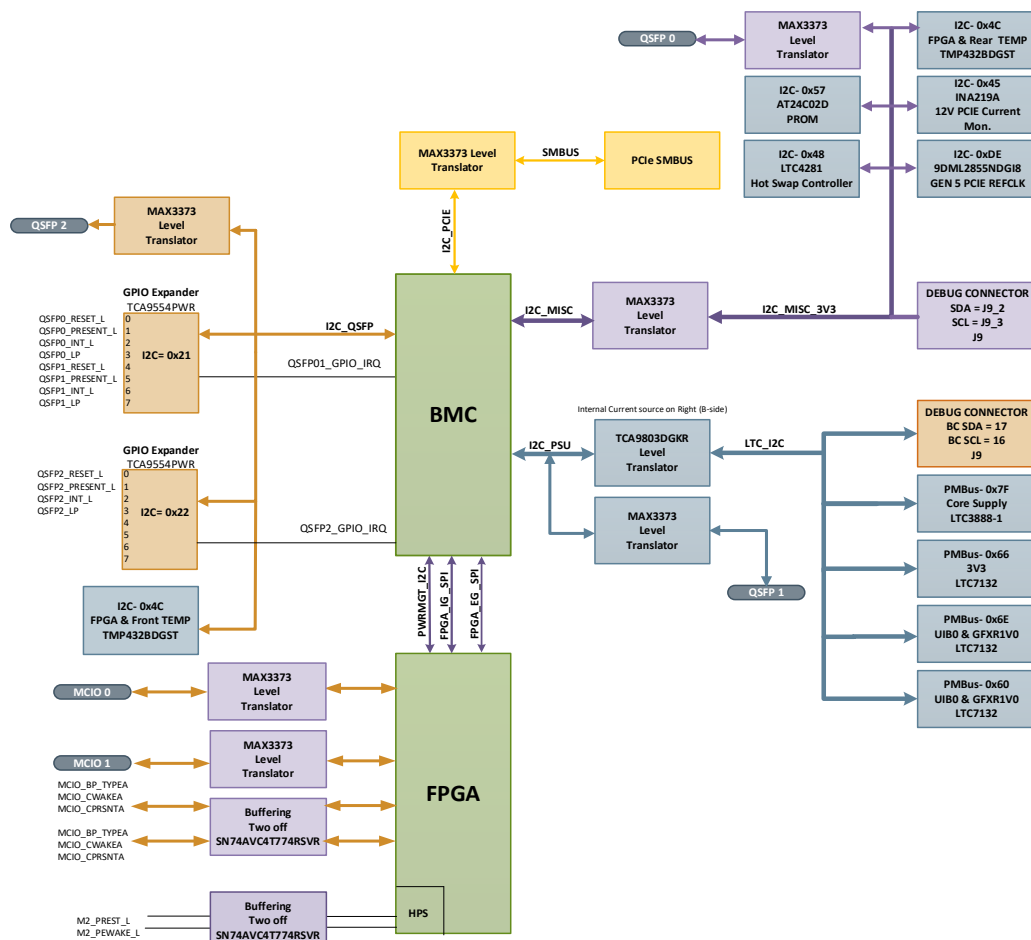 QSFP 0
MAX3373
Level
Translator
I2C- 0x4C
FPGA & Rear TEMP
TMP432BDGST
I2C- 0x57
AT24C02D
PROM
I2C- 0x45
INA219A
12V PCIE Current
Mon.
I2C- 0x48
LTC4281
Hot Swap Controller
I2C- 0xDE
9DML2855NDGI8
GEN 5 PCIE REFCLK
MAX3373 Level
Translator
SMBUS
PCIe SMBUS
I2C_PCIE
QSFP 2
MAX3373
Level
Translator
GPIO Expander
TCA9554PWR
QSFP0_RESET_L
QSFP0_PRESENT_L
QSFP0_INT_L
QSFP0_LP
QSFP1_RESET_L
QSFP1_PRESENT_L
QSFP1_INT_L
QSFP1_LP
0
1
2
3
4
5
6
7
I2C= 0x21
I2C_QSFP
QSFP01_GPIO_IRQ
BMC
I2C_MISC
MAX3373
Level
Translator
I2C_MISC_3V3
DEBUG CONNECTOR
SDA = J9_2
SCL = J9_3
J9
Internal Current source on Right (B-side)
I2C_PSU
TCA9803DGKR
Level
Translator
LTC_I2C
DEBUG CONNECTOR
BC SDA = 17
BC SCL = 16
J9
MAX3373
Level
Translator
QSFP 1
PMBus- 0x7F
Core Supply
LTC3888-1
PMBus- 0x66
3V3
LTC7132
PMBus- 0x6E
UIB0 & GFXR1V0
LTC7132
PMBus- 0x60
UIB0 & GFXR1V0
LTC7132
GPIO Expander
TCA9554PWR
QSFP2_RESET_L
QSFP2_PRESENT_L
QSFP2_INT_L
QSFP2_LP
0
1
2
3
4
5
6
7
I2C= 0x22
QSFP2_GPIO_IRQ
I2C- 0x4C
FPGA & Front TEMP
TMP432BDGST
PWRMGT_I2C
FPGA_IG_SPI
FPGA_EG_SPI
MCIO 0
MAX3373
Level
Translator
MCIO 1
MAX3373
Level
Translator
MCIO_BP_TYPEA
MCIO_CWAKEA
MCIO_CPRSNTA
MCIO_BP_TYPEA
MCIO_CWAKEA
MCIO_CPRSNTA
Buffering
Two off
SN74AVC4T774RSVR
FPGA
HPS
M2_PREST_L
M2_PEWAKE_L
Buffering
Two off
SN74AVC4T774RSVR